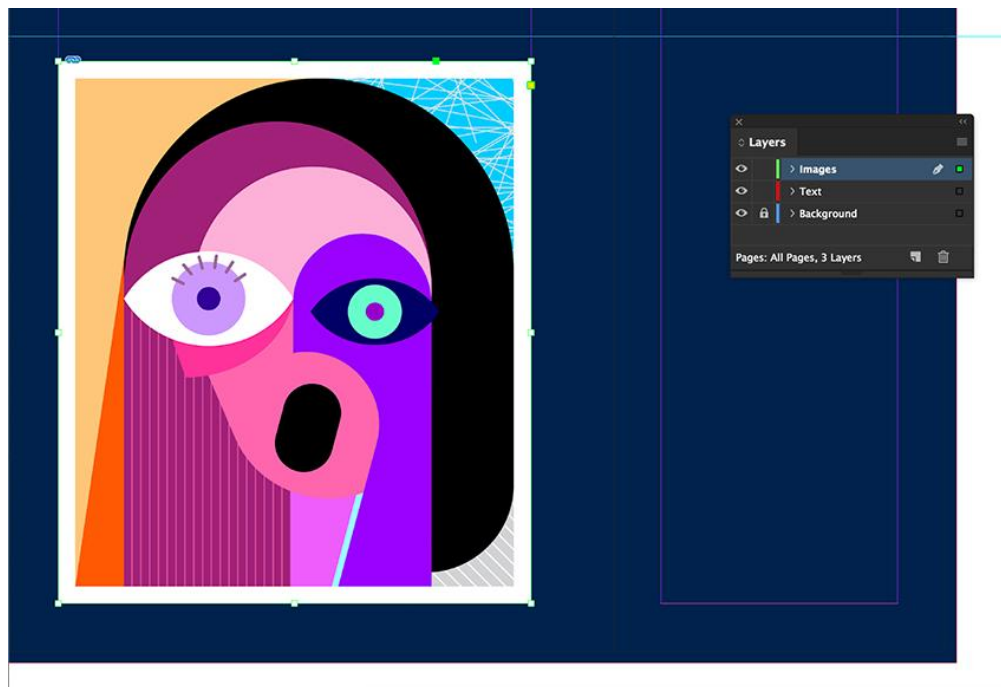 Layers
Images
Text
Background
Pages: All Pages, 3 Layers